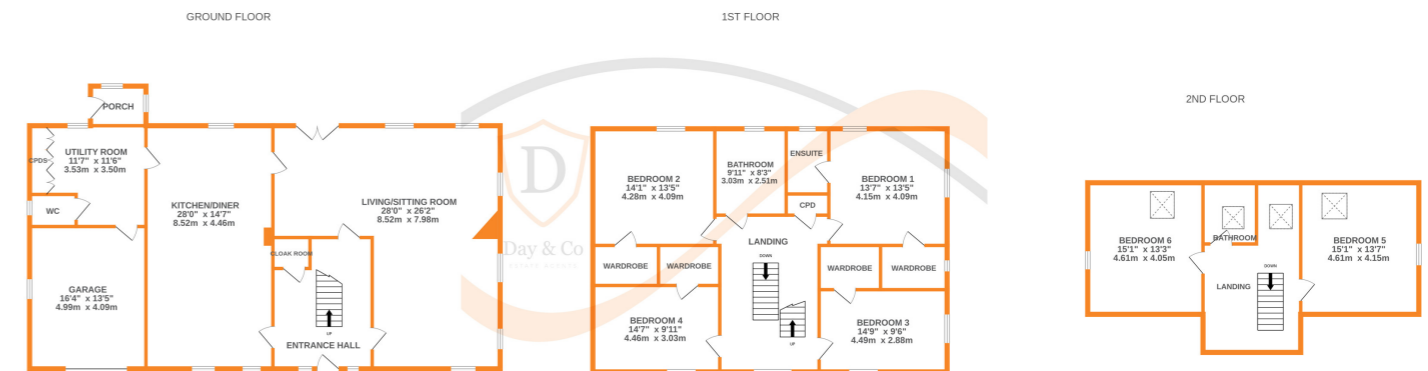 GROUND FLOOR
PORCH
UTILITY ROOM
11'7" x 11'6"
3.53m x 3.50m
CPDS
WC
GARAGE
16'4" x 13'5"
4.99m x 4.09m
KITCHEN/DINER
28'0" x 14'7"
8.52m x 4.46m
LIVING/SITTING ROOM
28'0" x 26'2"
8.52m x 7.98m
CLOAK ROOM
UP
ENTRANCE HALL
D
Day & Co
ESTATE AGENTS
1ST FLOOR
BEDROOM 2
14'1" x 13'5"
4.28m x 4.09m
BATHROOM
9'11" x 8'3"
3.03m x 2.51m
ENSUITE
CPD
BEDROOM 1
13'7" x 13'5"
4.15m x 4.09m
LANDING
DOWN
WARDROBE
WARDROBE
WARDROBE
WARDROBE
BEDROOM 4
14'7" x 9'11"
4.46m x 3.03m
UP
BEDROOM 3
14'9" x 9'6"
4.49m x 2.88m
2ND FLOOR
BEDROOM 6
15'1" x 13'3"
4.61m x 4.05m
BATHROOM
LANDING
DOWN
BEDROOM 5
15'1" x 13'7"
4.61m x 4.15m